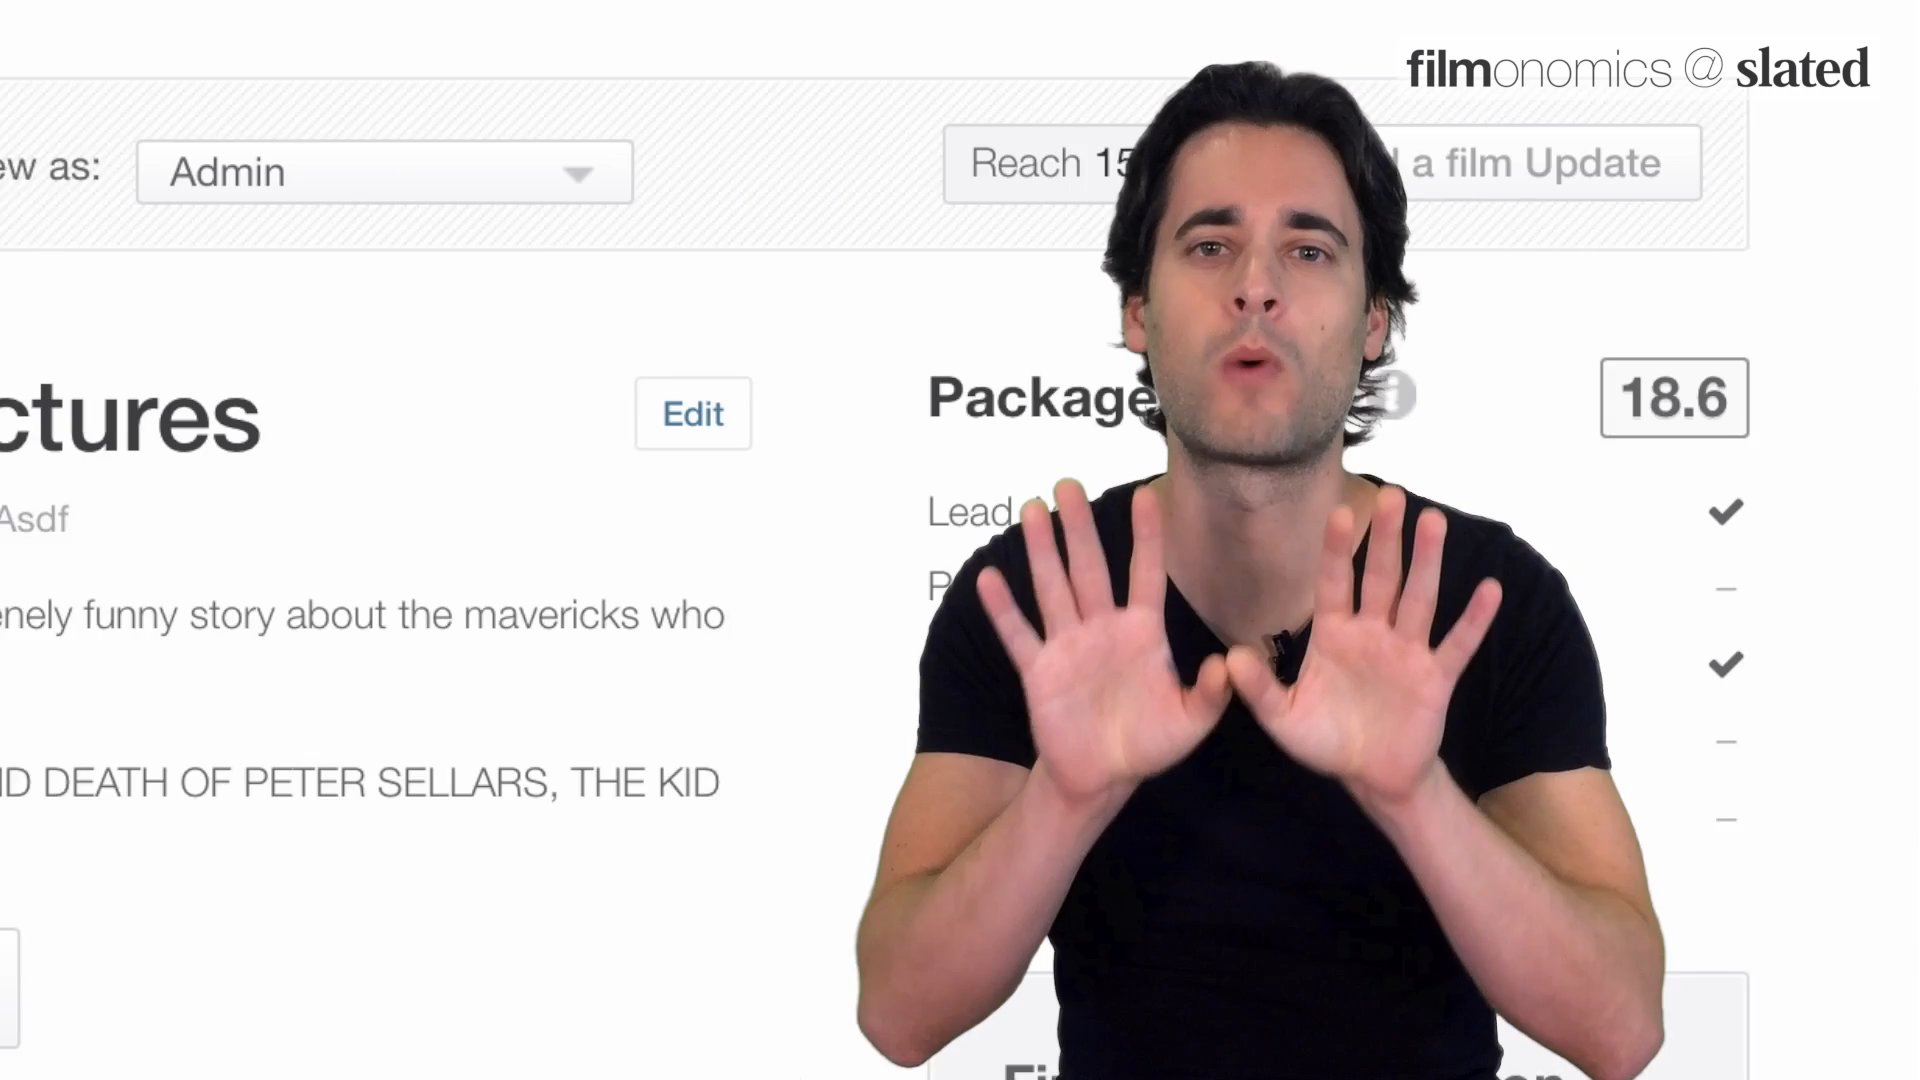 filmonomics @ slated
ew as:
Admin
Reach 15
a film Update
ctures
Edit
Package
18.6
Asdf
Lead
enely funny story about the mavericks who
ID DEATH OF PETER SELLARS, THE KID